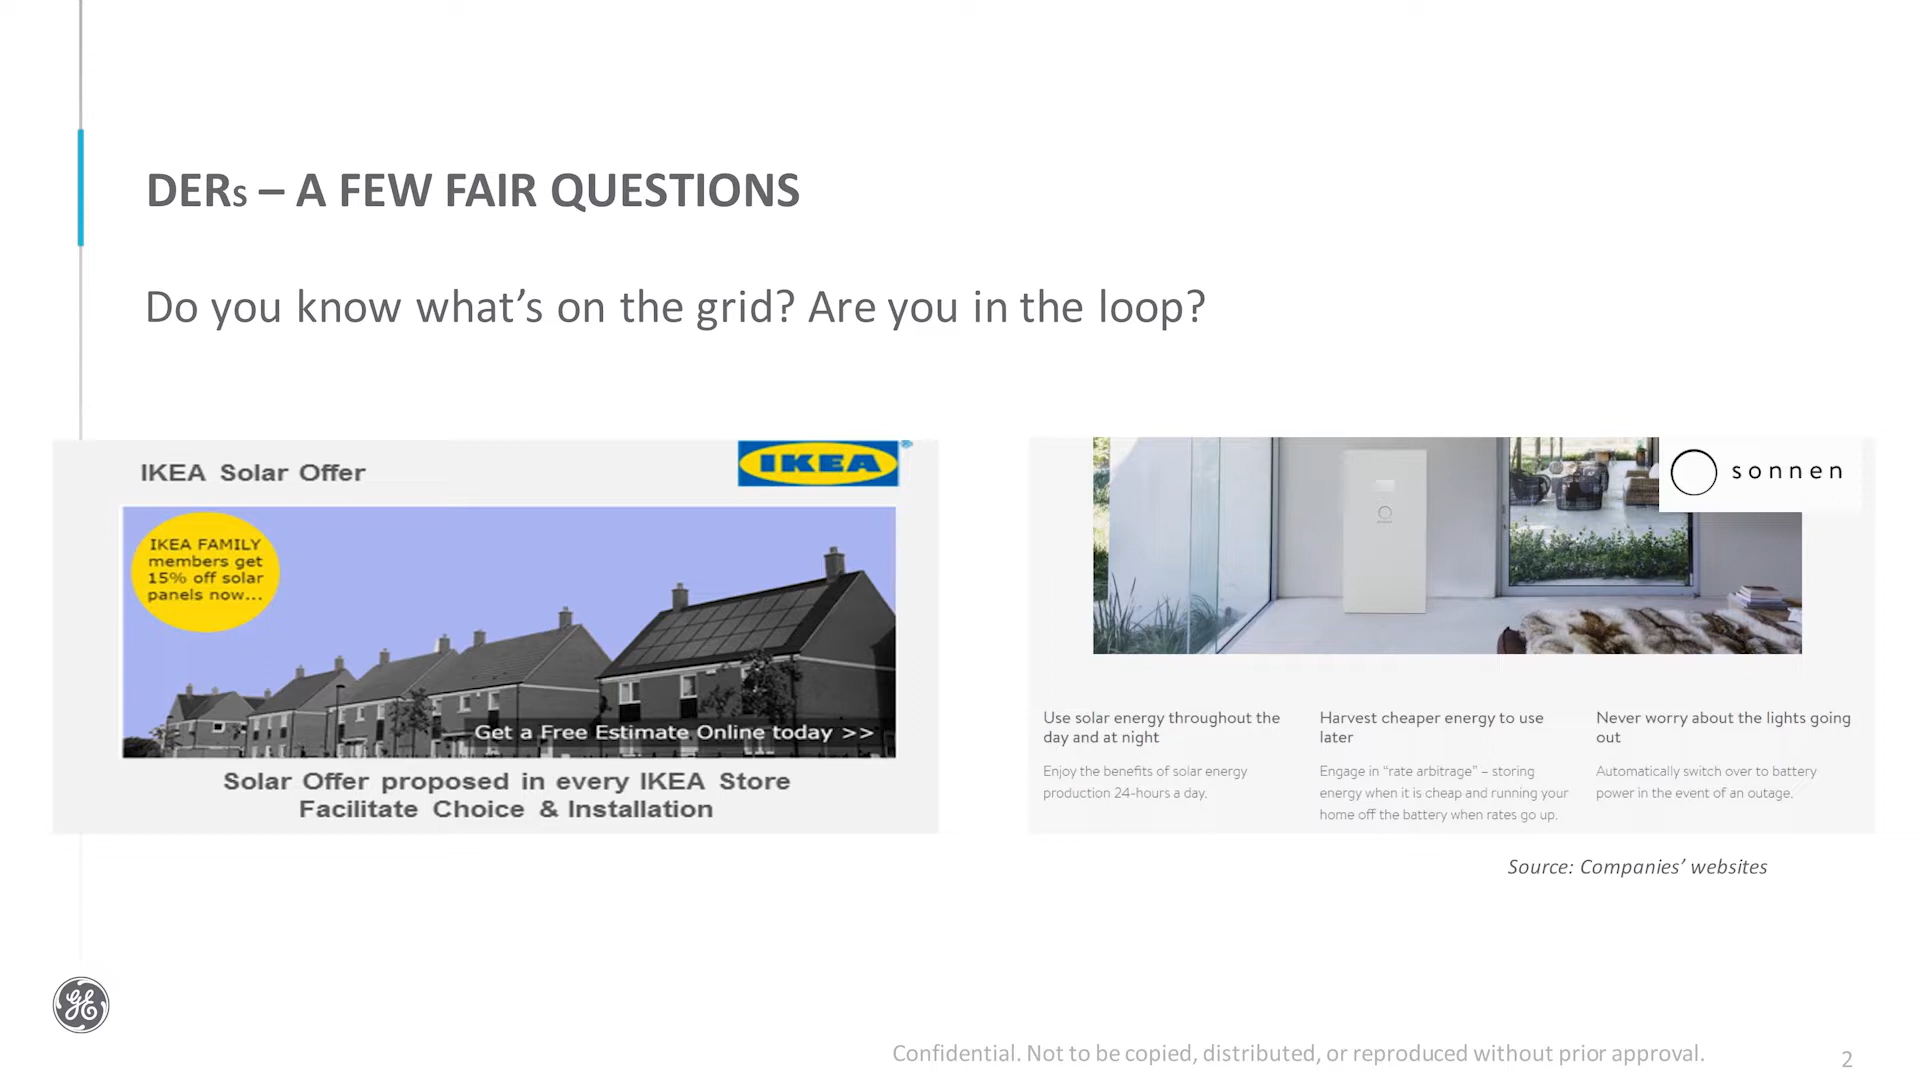 DERs – A FEW FAIR QUESTIONS
Do you know what’s on the grid? Are you in the loop?
IKEA Solar Offer
IKEA®
IKEA FAMILY
members get
15% off solar
panels now...
Get a Free Estimate Online today >>
Solar Offer proposed in every IKEA Store
Facilitate Choice & Installation
sonnen
Use solar energy throughout the
day and at night
Enjoy the benefits of solar energy
production 24-hours a day.
Harvest cheaper energy to use
later
Engage in “rate arbitrage” – storing
energy when it is cheap and running your
home off the battery when rates go up.
Never worry about the lights going
out
Automatically switch over to battery
power in the event of an outage.
Source: Companies’ websites
GE
Confidential. Not to be copied, distributed, or reproduced without prior approval.
2